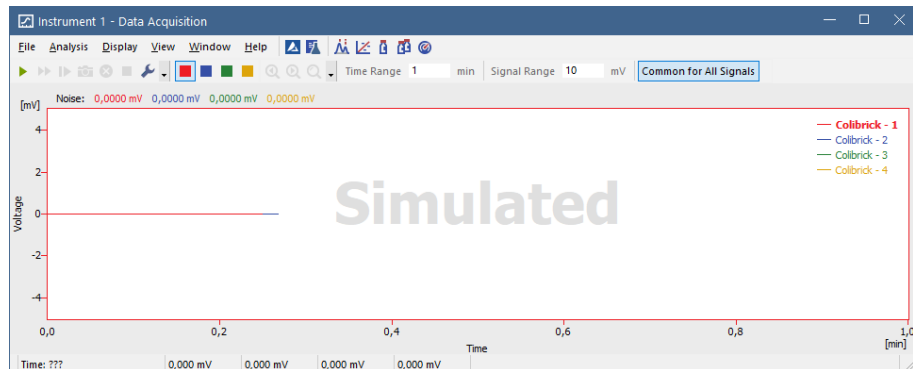 Instrument 1 - Data Acquisition
File Analysis Display View Window Help
Time Range 1 min Signal Range 10 mV Common for All Signals
[mV] Noise: 0,0000 mV 0,0000 mV 0,0000 mV 0,0000 mV
4
2
0
-2
-4
Voltage
Colibrick - 1
Colibrick - 2
Colibrick - 3
Colibrick - 4
Simulated
0,0 0,2 0,4 0,6 0,8 1,0
Time [min]
Time: ??? 0,000 mV 0,000 mV 0,000 mV 0,000 mV